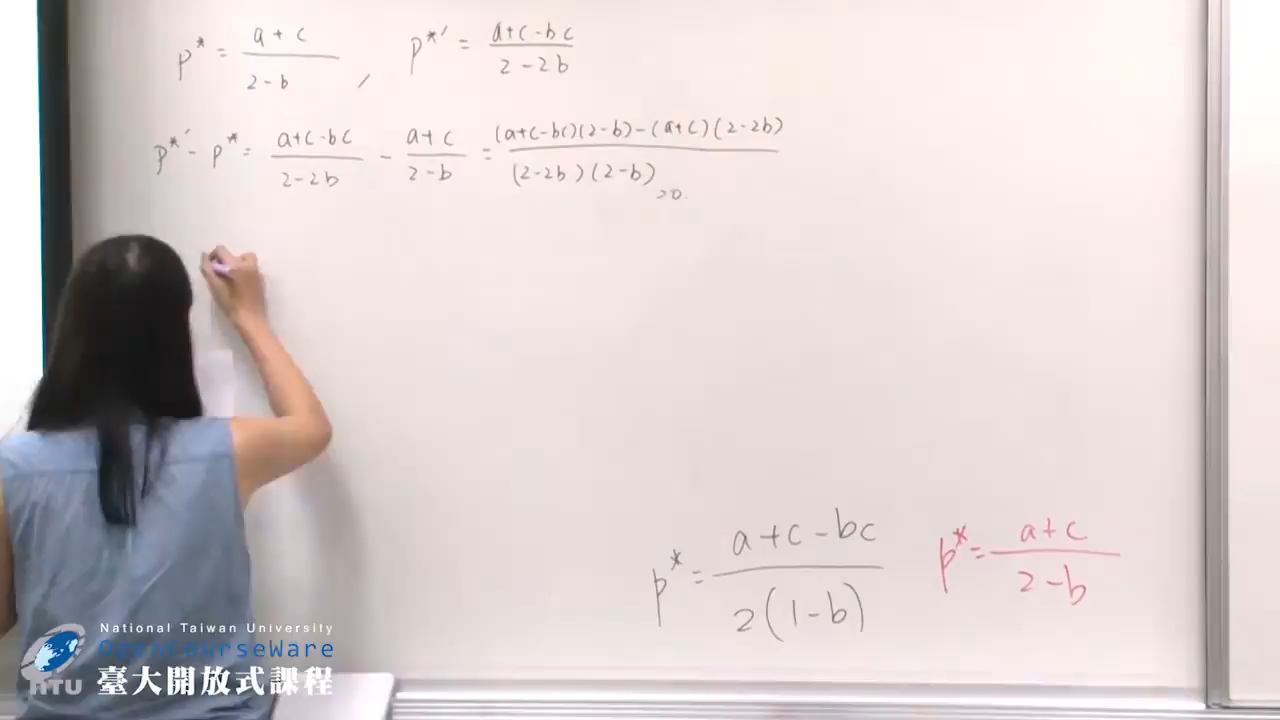 p* = a + c / 2 - b , p*' = a+c-bc / 2-2b
p*' - p* = a+c-bc / 2-2b - a+c / 2-b = (a+c-bc)(2-b)-(a+c)(2-2b) / (2-2b)(2-b)
>0.
p* = a+c-bc / 2(1-b)
p* = a+c / 2-b
National Taiwan University
OpenCourseWare
NTU 臺大開放式課程